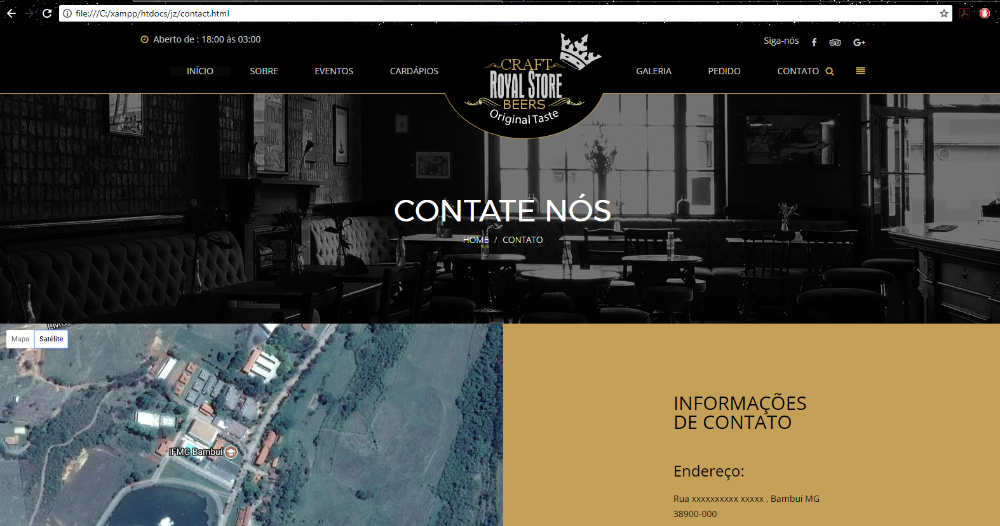 file:///C:/xampp/htdocs/jz/contact.html
Aberto de : 18:00 ás 03:00
Siga-nós
INÍCIO SOBRE EVENTOS CARDÁPIOS GALERIA PEDIDO CONTATO
CRAFT
ROYAL STORE
BEERS
Original Taste
CONTATE NÓS
HOME / CONTATO
Mapa Satélite
IFMG Bambuí
INFORMAÇÕES
DE CONTATO
Endereço:
Rua xxxxxxxxxx xxxxx , Bambuí MG
38900-000